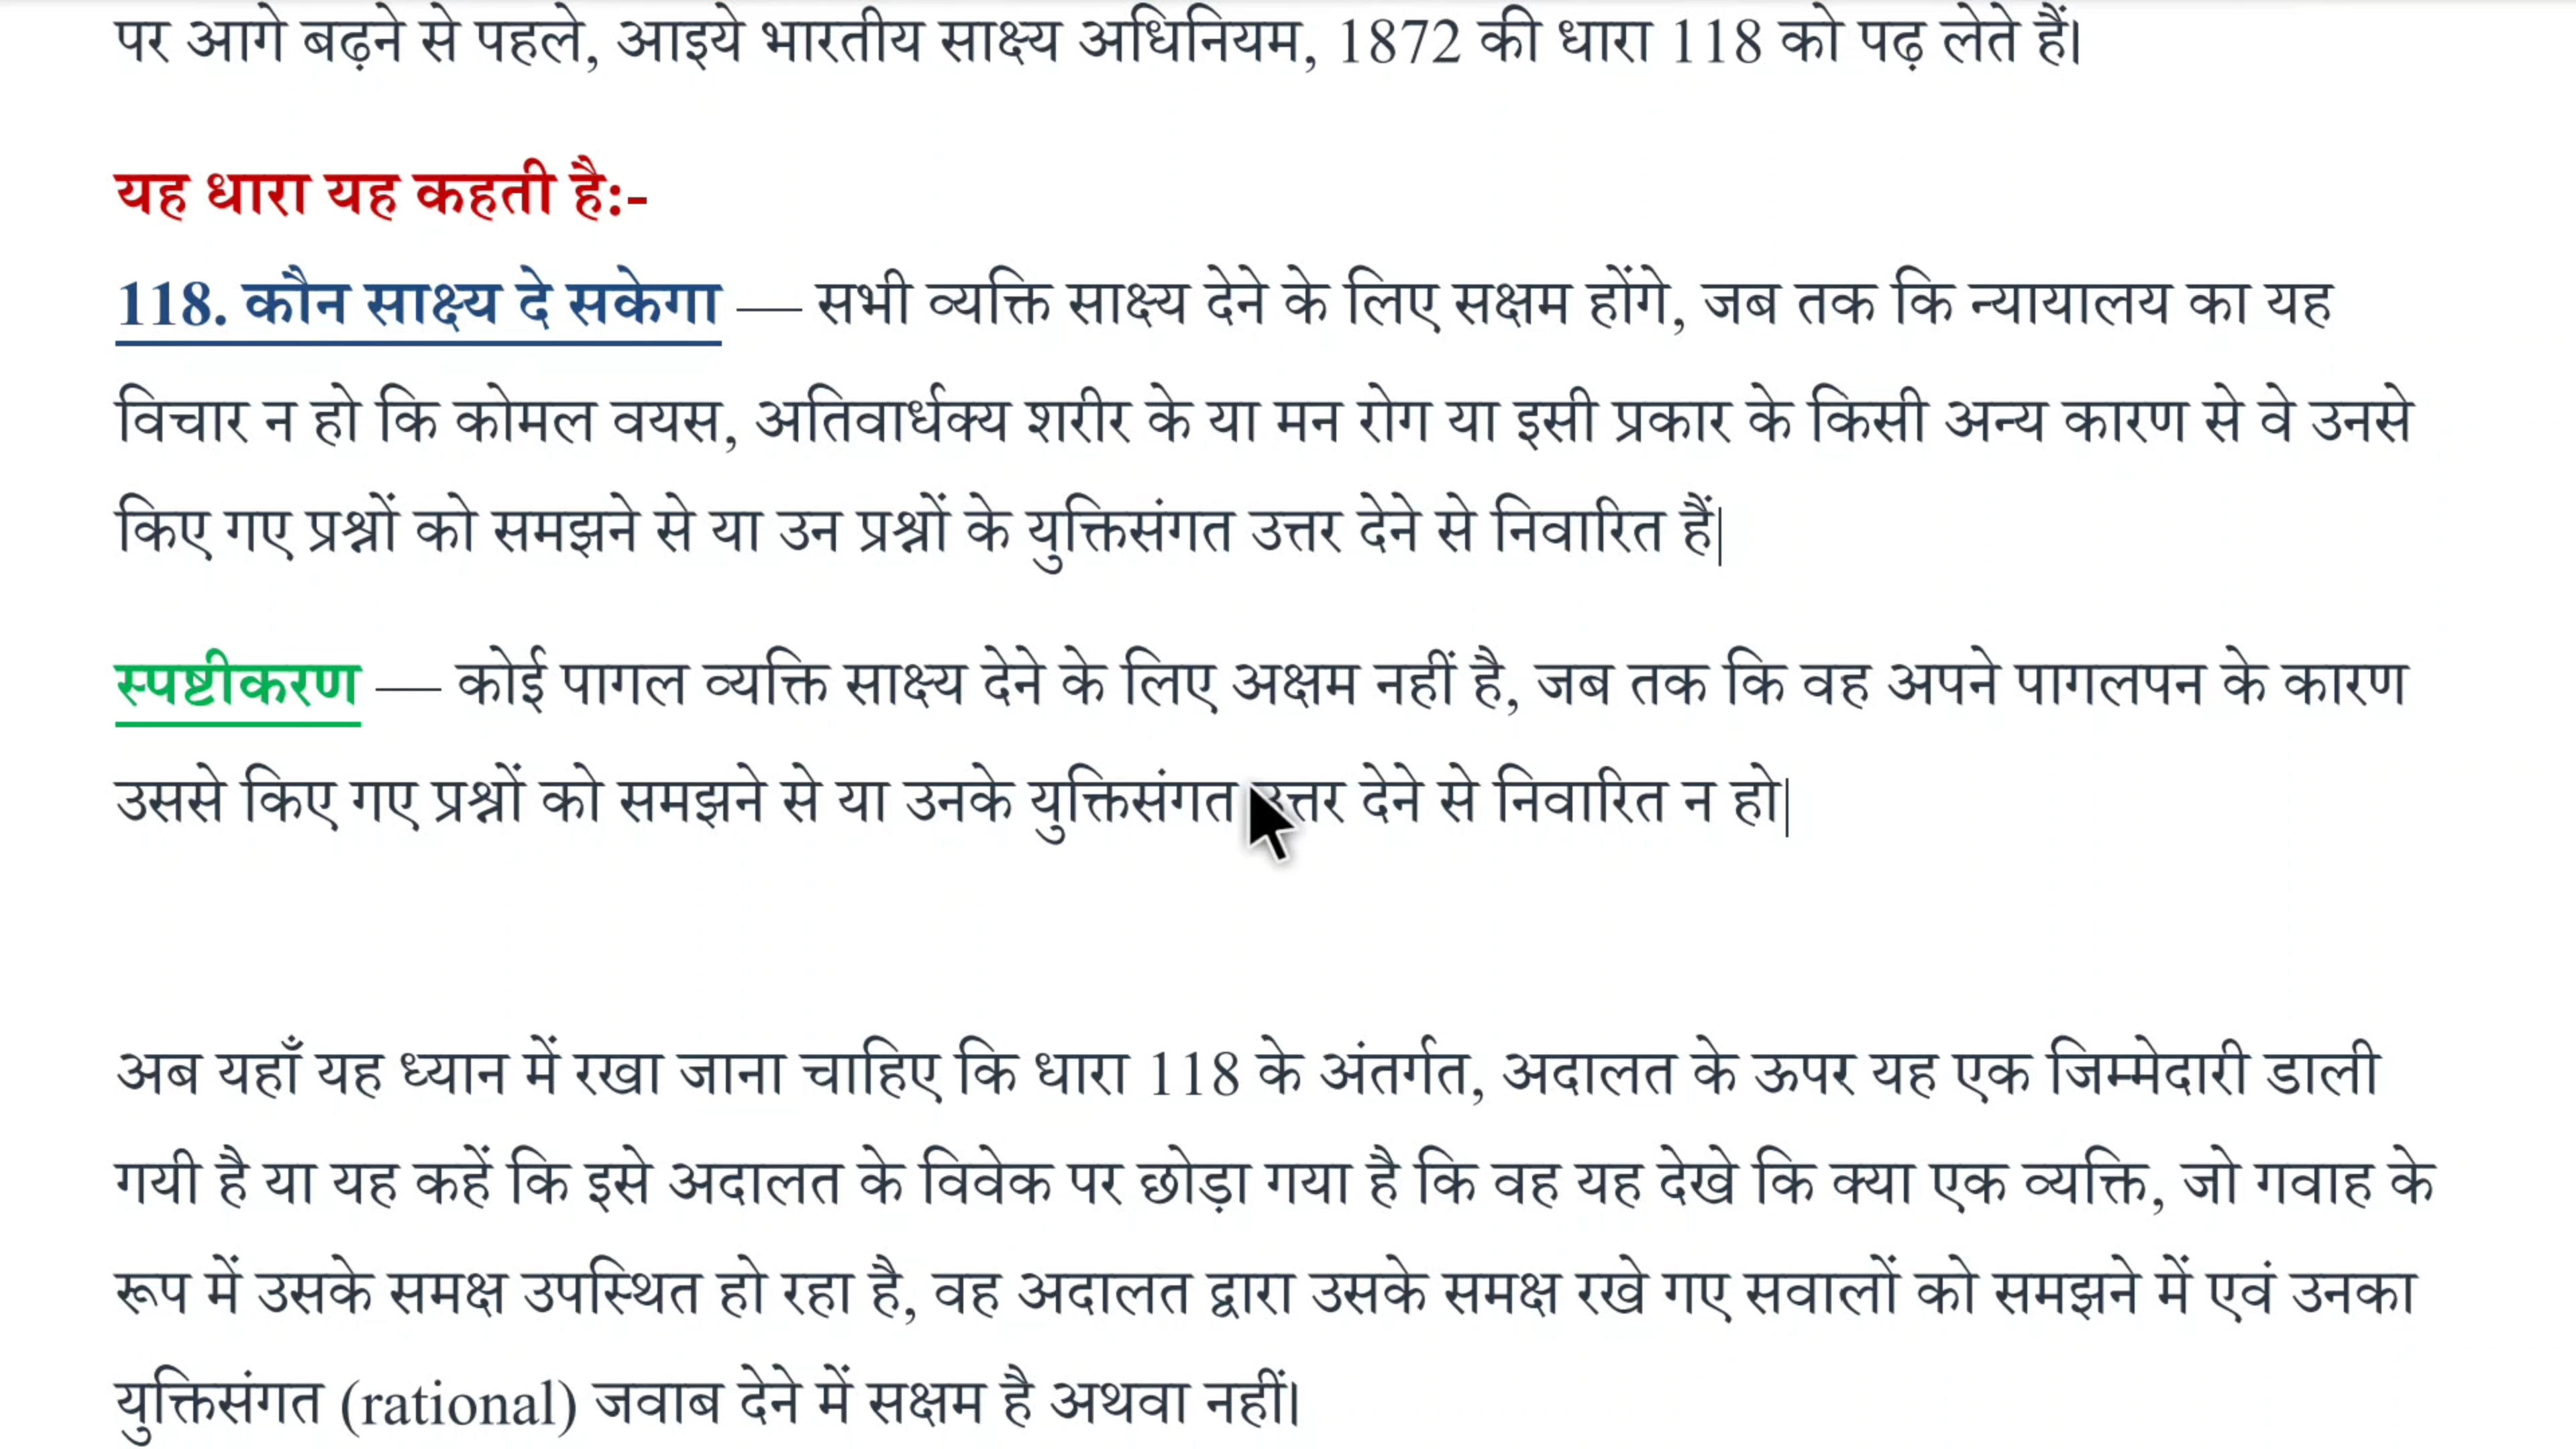 पर आगे बढ़ने से पहले, आइये भारतीय साक्ष्य अधिनियम, 1872 की धारा 118 को पढ़ लेते हैं।
यह धारा यह कहती है:-
118. कौन साक्ष्य दे सकेगा — सभी व्यक्ति साक्ष्य देने के लिए सक्षम होंगे, जब तक कि न्यायालय का यह
विचार न हो कि कोमल वयस, अतिवार्धक्य शरीर के या मन रोग या इसी प्रकार के किसी अन्य कारण से वे उनसे
किए गए प्रश्नों को समझने से या उन प्रश्नों के युक्तिसंगत उत्तर देने से निवारित हैं|
स्पष्टीकरण — कोई पागल व्यक्ति साक्ष्य देने के लिए अक्षम नहीं है, जब तक कि वह अपने पागलपन के कारण
उससे किए गए प्रश्नों को समझने से या उनके युक्तिसंगत उत्तर देने से निवारित न हो|
अब यहाँ यह ध्यान में रखा जाना चाहिए कि धारा 118 के अंतर्गत, अदालत के ऊपर यह एक जिम्मेदारी डाली
गयी है या यह कहें कि इसे अदालत के विवेक पर छोड़ा गया है कि वह यह देखे कि क्या एक व्यक्ति, जो गवाह के
रूप में उसके समक्ष उपस्थित हो रहा है, वह अदालत द्वारा उसके समक्ष रखे गए सवालों को समझने में एवं उनका
युक्तिसंगत (rational) जवाब देने में सक्षम है अथवा नहीं।